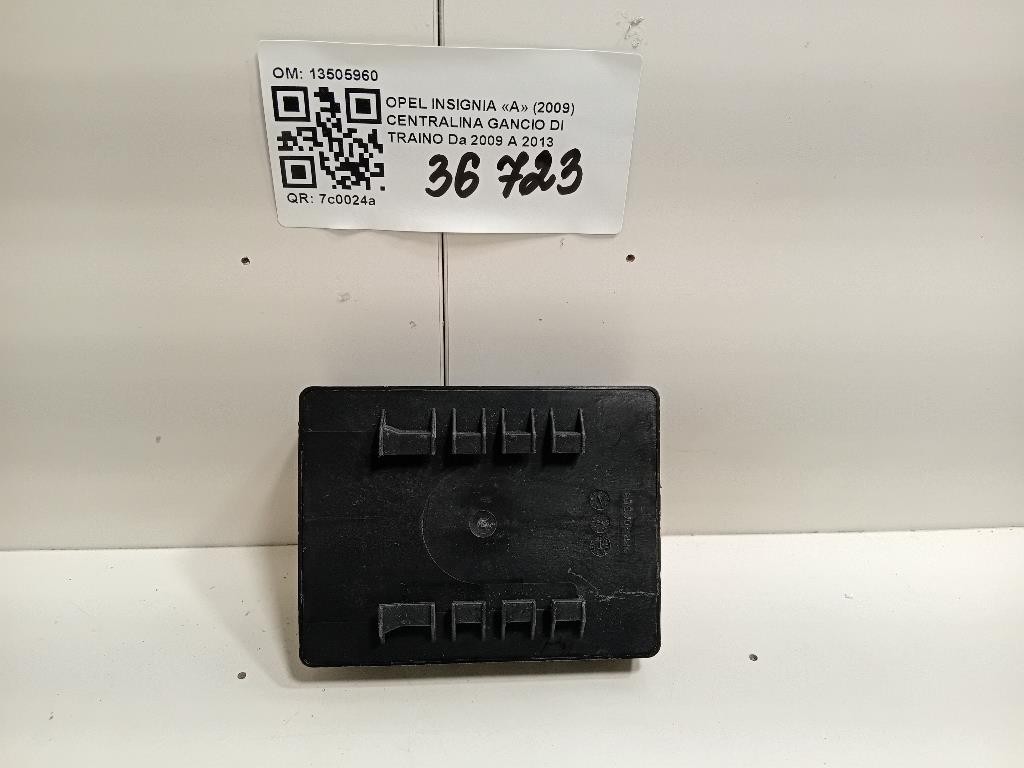 OM: 13505960
OPEL INSIGNIA «A» (2009)
CENTRALINA GANCIO DI
TRAINO Da 2009 A 2013
36 723
QR: 7c0024a